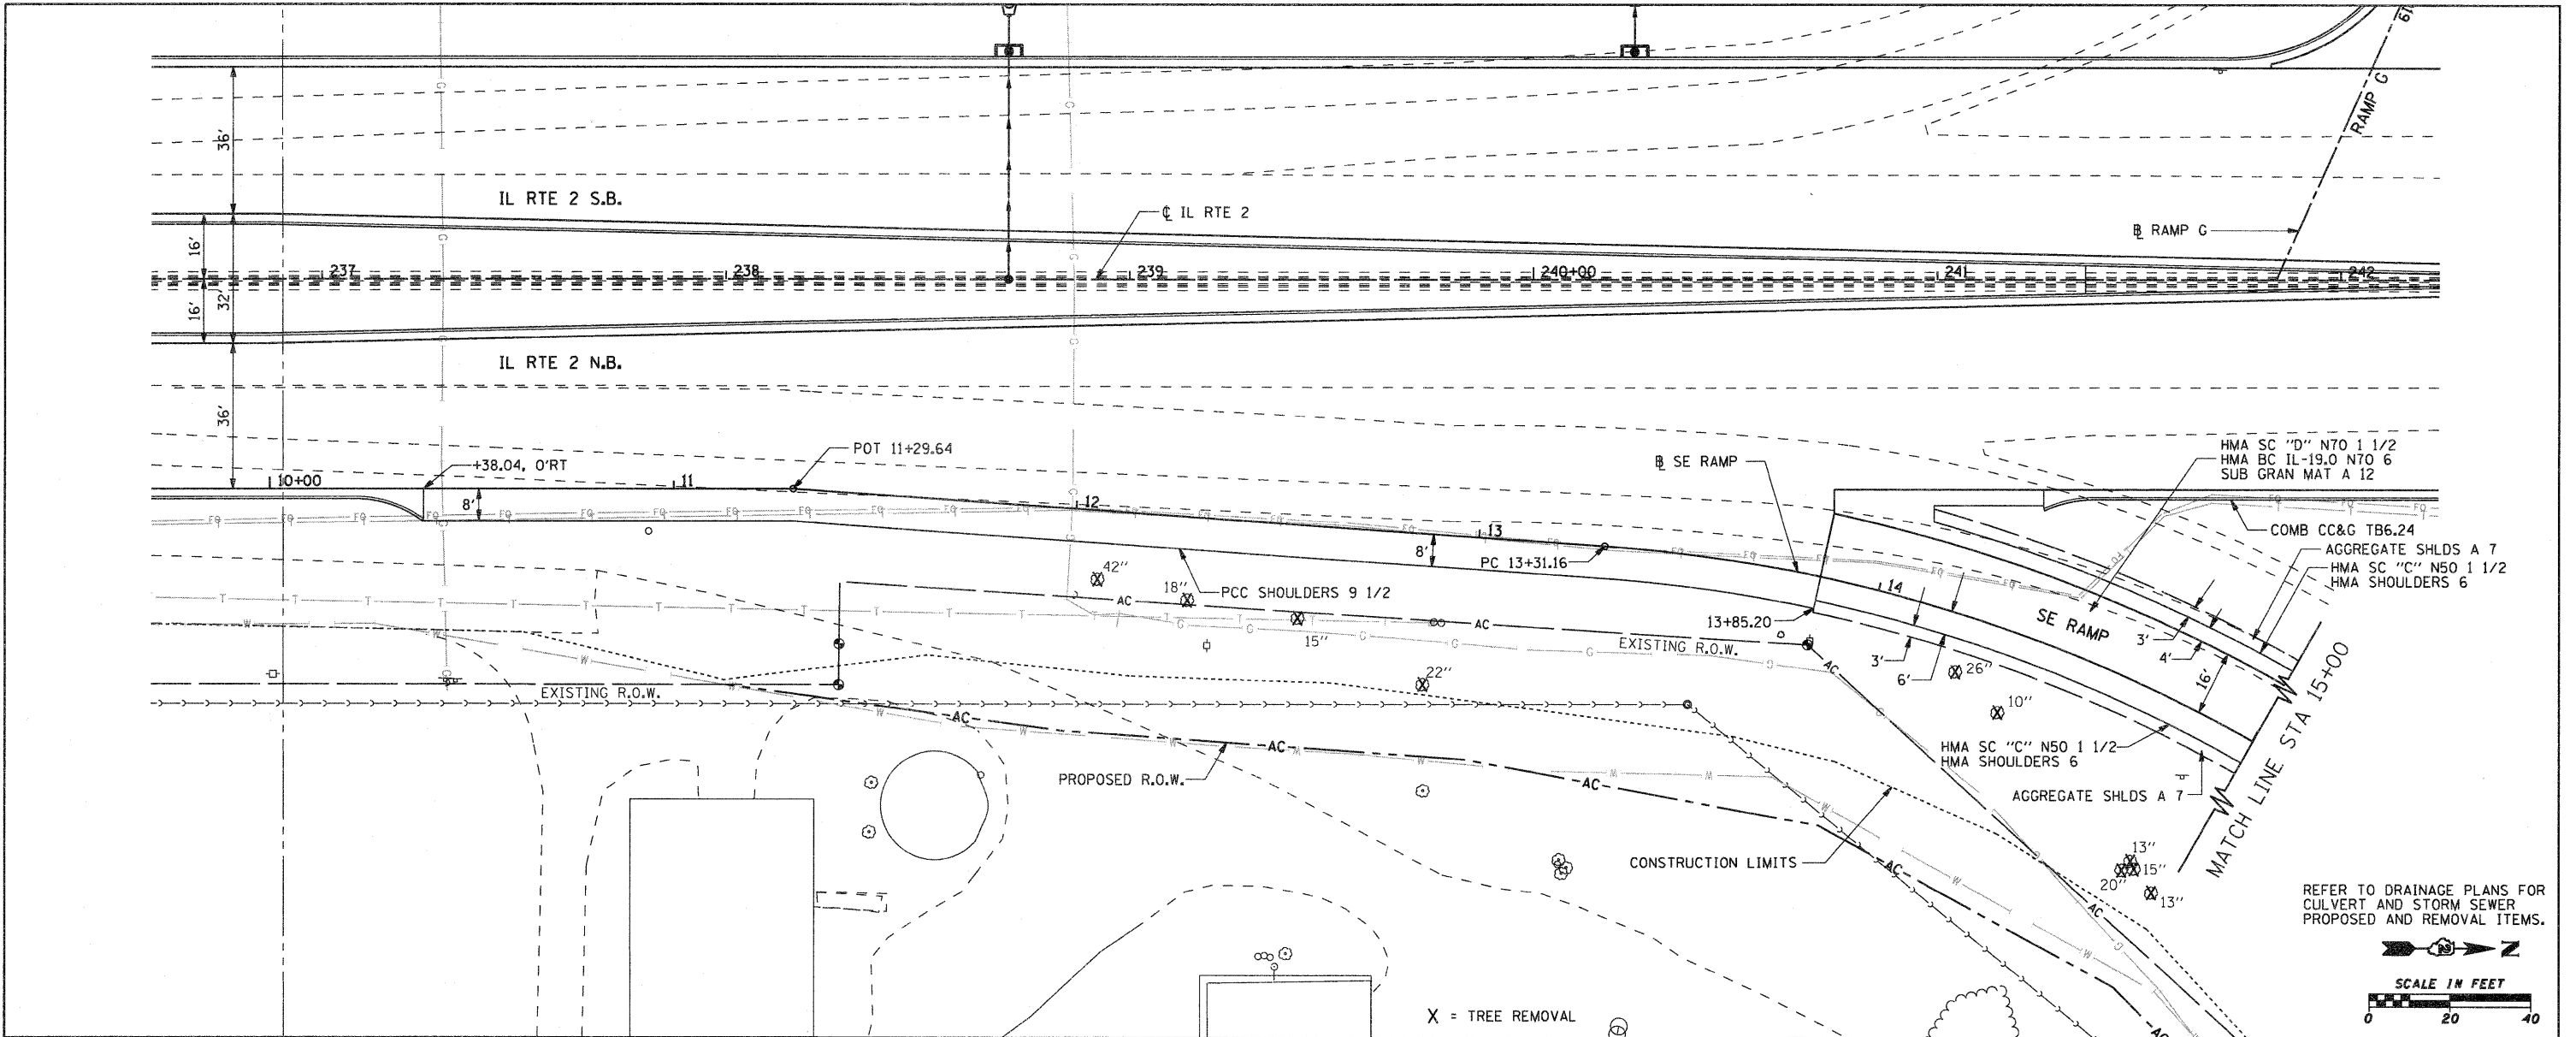 19
RAMP G
36'
IL RTE 2 S.B.
℄ IL RTE 2
16'
32'
16'
B RAMP G
237
238
239
240+00
241
242
IL RTE 2 N.B.
36'
+38.04, 0'RT
POT 11+29.64
B SE RAMP
HMA SC "D" N70 1 1/2
HMA BC IL-19.0 N70 6
SUB GRAN MAT A 12
10+00
11
12
13
14
8'
8'
PC 13+31.16
COMB CC&G TB6.24
AGGREGATE SHLDS A 7
HMA SC "C" N50 1 1/2
HMA SHOULDERS 6
42"
18"
15"
22"
PCC SHOULDERS 9 1/2
13+85.20
SE RAMP
3'
4'
16'
3'
6'
26"
10"
EXISTING R.O.W.
EXISTING R.O.W.
AC
AC
AC
AC
AC
AC
AC
AC
AC
PROPOSED R.O.W.
HMA SC "C" N50 1 1/2
HMA SHOULDERS 6
AGGREGATE SHLDS A 7
MATCH LINE STA 15+00
CONSTRUCTION LIMITS
13"
15"
20"
13"
X = TREE REMOVAL
REFER TO DRAINAGE PLANS FOR
CULVERT AND STORM SEWER
PROPOSED AND REMOVAL ITEMS.
N
SCALE IN FEET
0 20 40